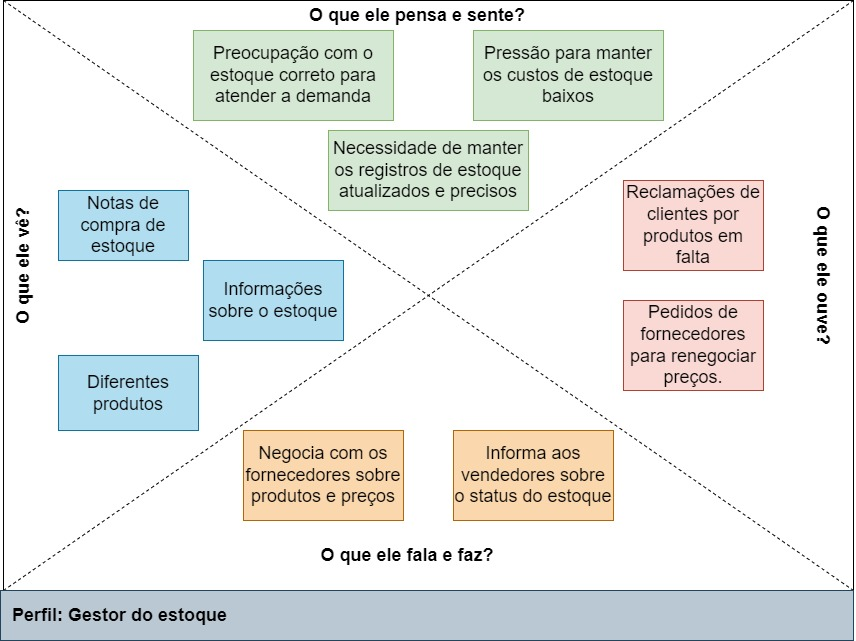 O que ele pensa e sente?
Preocupação com o
estoque correto para
atender a demanda
Pressão para manter
os custos de estoque
baixos
Necessidade de manter
os registros de estoque
atualizados e precisos
O que ele vê?
Notas de
compra de
estoque
Informações
sobre o estoque
Diferentes
produtos
O que ele ouve?
Reclamações de
clientes por
produtos em
falta
Pedidos de
fornecedores
para renegociar
preços.
Negocia com os
fornecedores sobre
produtos e preços
Informa aos
vendedores sobre
o status do estoque
O que ele fala e faz?
Perfil: Gestor do estoque